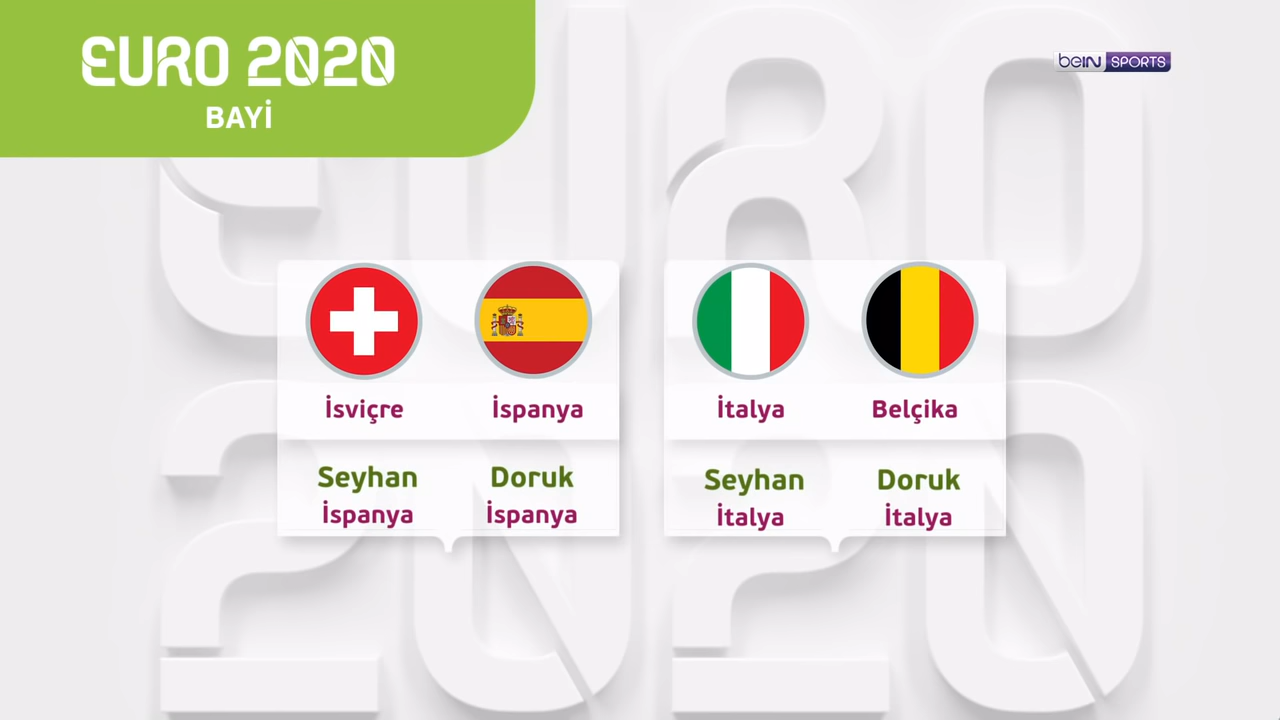 EURO 2020
BAYİ
beIN SPORTS
İsviçre İspanya
Seyhan Doruk
İspanya İspanya
İtalya Belçika
Seyhan Doruk
İtalya İtalya